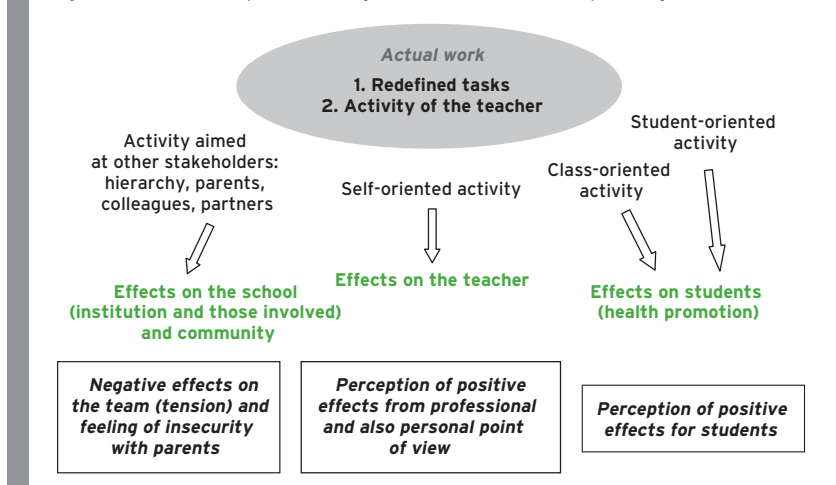 Actual work
1. Redefined tasks
2. Activity of the teacher
Activity aimed
at other stakeholders:
hierarchy, parents,
colleagues, partners
Self-oriented activity
Class-oriented
activity
Student-oriented
activity
Effects on the school
(institution and those involved)
and community
Effects on the teacher
Effects on students
(health promotion)
Negative effects on
the team (tension) and
feeling of insecurity
with parents
Perception of positive
effects from professional
and also personal point
of view
Perception of positive
effects for students